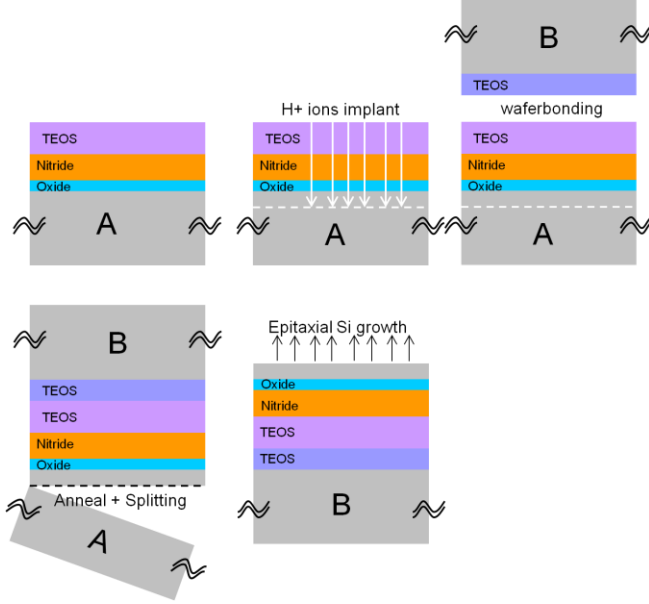 TEOS
Nitride
Oxide
A
H+ ions implant
TEOS
Nitride
Oxide
A
B
TEOS
waferbonding
TEOS
Nitride
Oxide
A
B
TEOS
TEOS
Nitride
Oxide
Anneal + Splitting
A
Epitaxial Si growth
Oxide
Nitride
TEOS
TEOS
B